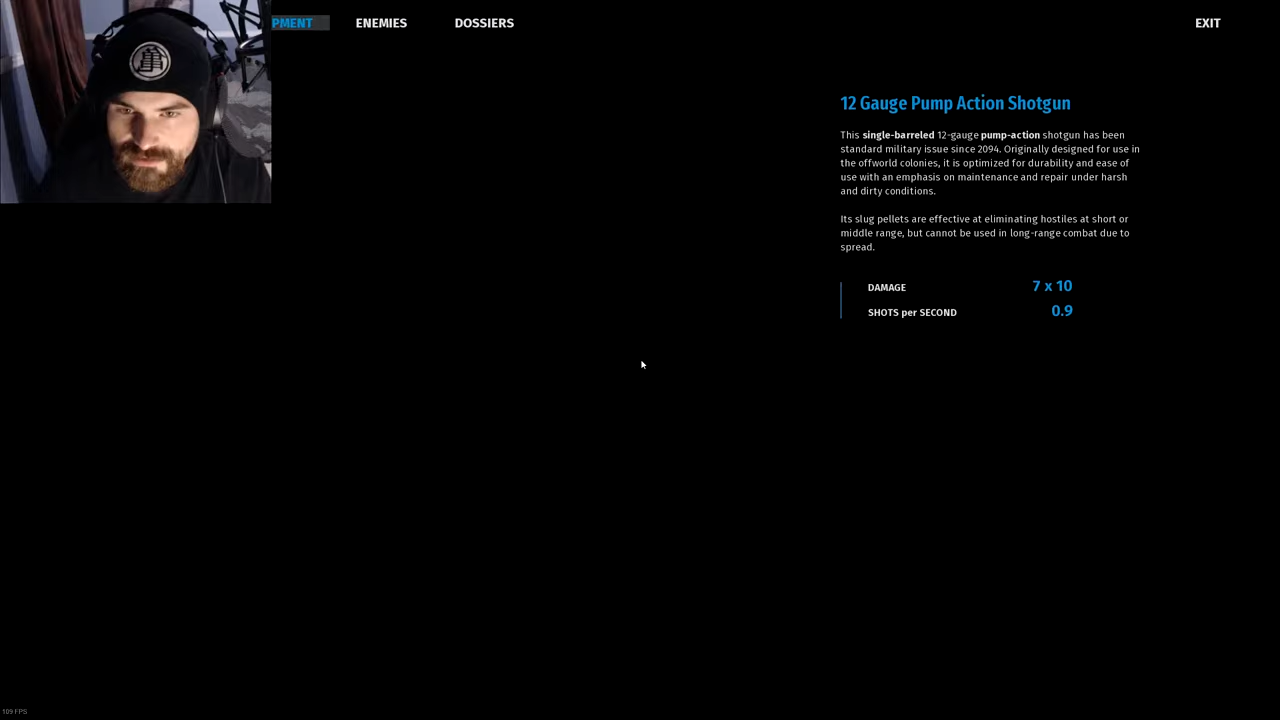 PMENT
ENEMIES
DOSSIERS
EXIT
亀
12 Gauge Pump Action Shotgun
This single-barreled 12-gauge pump-action shotgun has been
standard military issue since 2094. Originally designed for use in
the offworld colonies, it is optimized for durability and ease of
use with an emphasis on maintenance and repair under harsh
and dirty conditions.
Its slug pellets are effective at eliminating hostiles at short or
middle range, but cannot be used in long-range combat due to
spread.
DAMAGE 7 x 10
SHOTS per SECOND 0.9
109 FPS